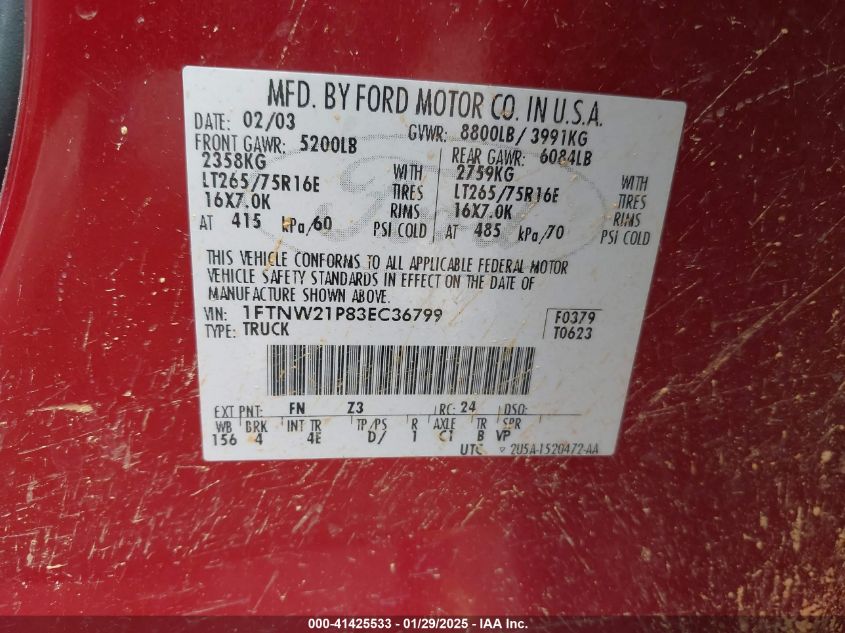 MFD. BY FORD MOTOR CO. IN U.S.A.
DATE: 02/03 GVWR: 8800LB/ 3991KG
FRONT GAWR: 5200LB REAR GAWR: 6084LB
2358KG WITH 2759KG WITH
LT265/75R16E TIRES LT265/75R16E TIRES
16X7.0K RIMS 16X7.0K RIMS
AT 415 kPa/60 PSI COLD AT 485 kPa/70 PSI COLD
THIS VEHICLE CONFORMS TO ALL APPLICABLE FEDERAL MOTOR
VEHICLE SAFETY STANDARDS IN EFFECT ON THE DATE OF
MANUFACTURE SHOWN ABOVE.
VIN: 1FTNW21P83EC36799 F0379
TYPE: TRUCK T0623
EXT PNT: FN Z3 RC: 24 DSO:
WB BRK INT TR TP/PS R AXLE TR SPR
156 4 4E D/ 1 C1 B VP
UTC ▽ 2U5A-1520472-AA
Ford
000-41425533 - 01/29/2025 - IAA Inc.